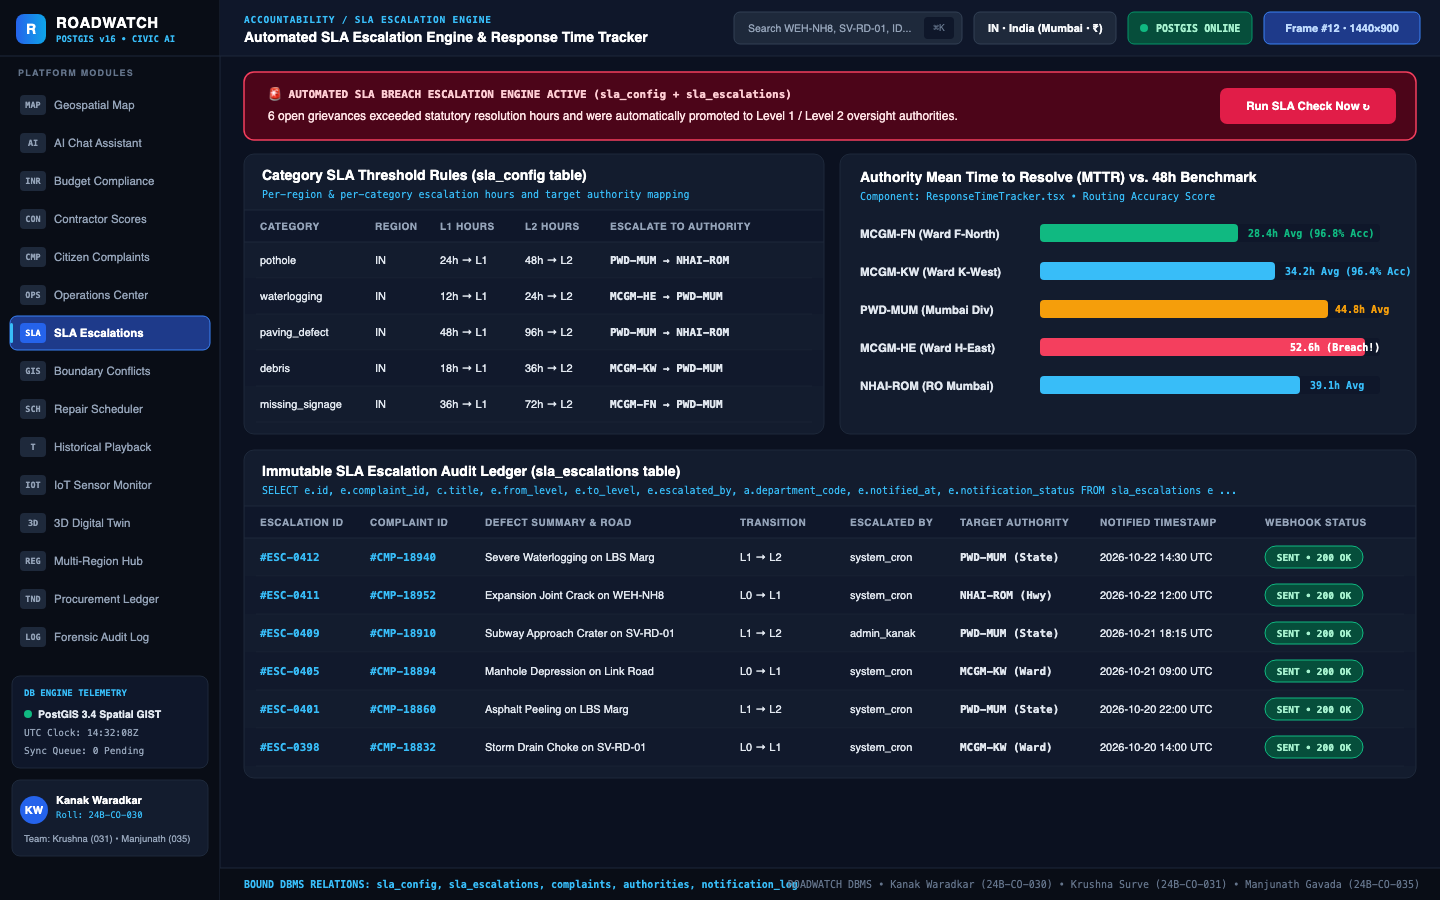 R
ROADWATCH
POSTGIS v16 • CIVIC AI
PLATFORM MODULES
MAP Geospatial Map
AI AI Chat Assistant
INR Budget Compliance
CON Contractor Scores
CMP Citizen Complaints
OPS Operations Center
SLA SLA Escalations
GIS Boundary Conflicts
SCH Repair Scheduler
T Historical Playback
IOT IoT Sensor Monitor
3D 3D Digital Twin
REG Multi-Region Hub
TND Procurement Ledger
LOG Forensic Audit Log
DB ENGINE TELEMETRY
PostGIS 3.4 Spatial GIST
UTC Clock: 14:32:08Z
Sync Queue: 0 Pending
KW
Kanak Waradkar
Roll: 24B-CO-030
Team: Krushna (031) • Manjunath (035)
ACCOUNTABILITY / SLA ESCALATION ENGINE
Automated SLA Escalation Engine & Response Time Tracker
Search WEH-NH8, SV-RD-01, ID... ⌘K
IN • India (Mumbai • ₹)
POSTGIS ONLINE
Frame #12 • 1440×900
🚨 AUTOMATED SLA BREACH ESCALATION ENGINE ACTIVE (sla_config + sla_escalations)
6 open grievances exceeded statutory resolution hours and were automatically promoted to Level 1 / Level 2 oversight authorities.
Run SLA Check Now ↻
Category SLA Threshold Rules (sla_config table)
Per-region & per-category escalation hours and target authority mapping
CATEGORY REGION L1 HOURS L2 HOURS ESCALATE TO AUTHORITY
pothole IN 24h → L1 48h → L2 PWD-MUM → NHAI-ROM
waterlogging IN 12h → L1 24h → L2 MCGM-HE → PWD-MUM
paving_defect IN 48h → L1 96h → L2 PWD-MUM → NHAI-ROM
debris IN 18h → L1 36h → L2 MCGM-KW → PWD-MUM
missing_signage IN 36h → L1 72h → L2 MCGM-FN → PWD-MUM
Authority Mean Time to Resolve (MTTR) vs. 48h Benchmark
Component: ResponseTimeTracker.tsx • Routing Accuracy Score
MCGM-FN (Ward F-North) 28.4h Avg (96.8% Acc)
MCGM-KW (Ward K-West) 34.2h Avg (96.4% Acc)
PWD-MUM (Mumbai Div) 44.8h Avg
MCGM-HE (Ward H-East) 52.6h (Breach!)
NHAI-ROM (RO Mumbai) 39.1h Avg
Immutable SLA Escalation Audit Ledger (sla_escalations table)
SELECT e.id, e.complaint_id, c.title, e.from_level, e.to_level, e.escalated_by, a.department_code, e.notified_at, e.notification_status FROM sla_escalations e ...
ESCALATION ID COMPLAINT ID DEFECT SUMMARY & ROAD TRANSITION ESCALATED BY TARGET AUTHORITY NOTIFIED TIMESTAMP WEBHOOK STATUS
#ESC-0412 #CMP-18940 Severe Waterlogging on LBS Marg L1 → L2 system_cron PWD-MUM (State) 2026-10-22 14:30 UTC SENT • 200 OK
#ESC-0411 #CMP-18952 Expansion Joint Crack on WEH-NH8 L0 → L1 system_cron NHAI-ROM (Hwy) 2026-10-22 12:00 UTC SENT • 200 OK
#ESC-0409 #CMP-18910 Subway Approach Crater on SV-RD-01 L1 → L2 admin_kanak PWD-MUM (State) 2026-10-21 18:15 UTC SENT • 200 OK
#ESC-0405 #CMP-18894 Manhole Depression on Link Road L0 → L1 system_cron MCGM-KW (Ward) 2026-10-21 09:00 UTC SENT • 200 OK
#ESC-0401 #CMP-18860 Asphalt Peeling on LBS Marg L1 → L2 system_cron PWD-MUM (State) 2026-10-20 22:00 UTC SENT • 200 OK
#ESC-0398 #CMP-18832 Storm Drain Choke on SV-RD-01 L0 → L1 system_cron MCGM-KW (Ward) 2026-10-20 14:00 UTC SENT • 200 OK
BOUND DBMS RELATIONS: sla_config, sla_escalations, complaints, authorities, notification_log
ROADWATCH DBMS • Kanak Waradkar (24B-CO-030) • Krushna Surve (24B-CO-031) • Manjunath Gavada (24B-CO-035)